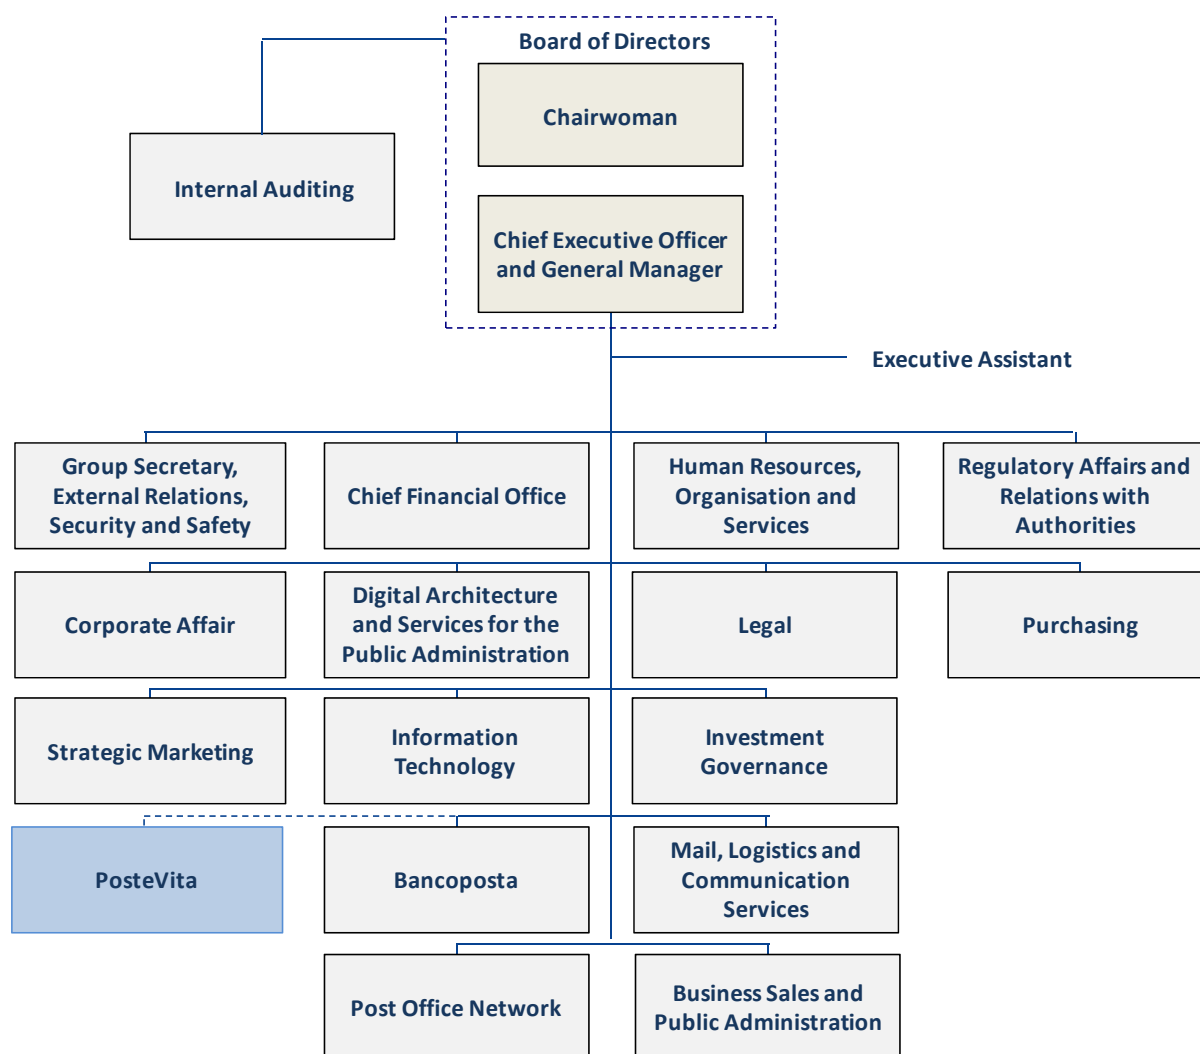 Board of Directors
Chairwoman
Internal Auditing
Chief Executive Officer
and General Manager
Executive Assistant
Group Secretary,
External Relations,
Security and Safety
Chief Financial Office
Human Resources,
Organisation and
Services
Regulatory Affairs and
Relations with
Authorities
Corporate Affair
Digital Architecture
and Services for the
Public Administration
Legal
Purchasing
Strategic Marketing
Information
Technology
Investment
Governance
PosteVita
Bancoposta
Mail, Logistics and
Communication
Services
Post Office Network
Business Sales and
Public Administration